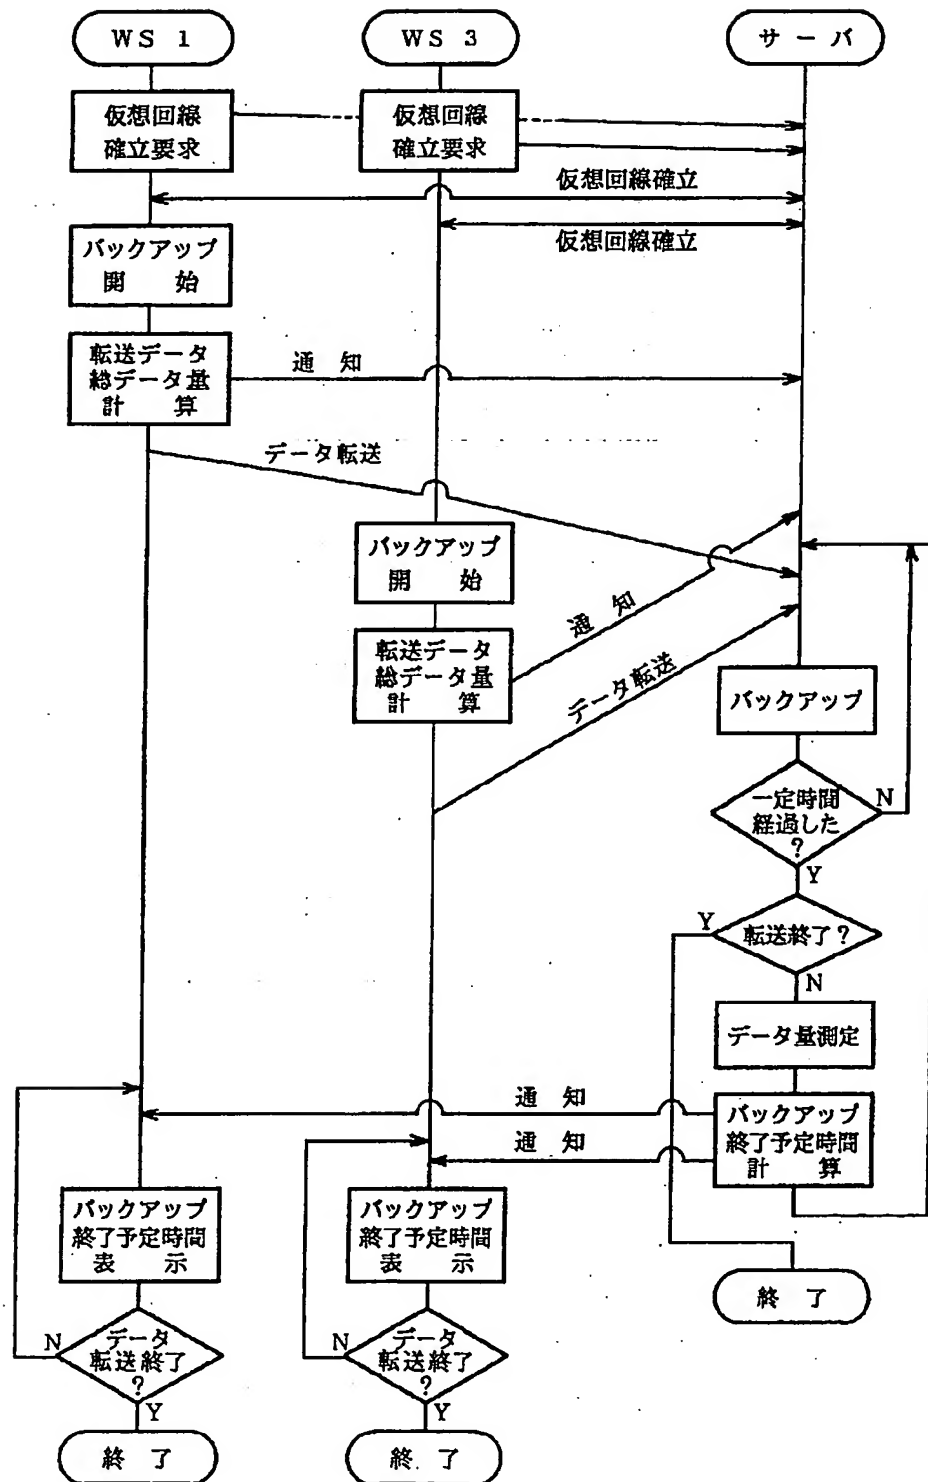 WS 1
WS 3
サーバ
仮想回線
確立要求
仮想回線
確立要求
仮想回線確立
仮想回線確立
バックアップ
開 始
転送データ
総データ量
計 算
通 知
データ転送
バックアップ
開 始
転送データ
総データ量
計 算
通 知
データ転送
バックアップ
一定時間
経過した
?
N
Y
転送終了?
Y
N
データ量測定
バックアップ
終了予定時間
計 算
通 知
通 知
バックアップ
終了予定時間
表 示
バックアップ
終了予定時間
表 示
終 了
データ
転送終了
?
N
Y
データ
転送終了
?
N
Y
終 了
終 了